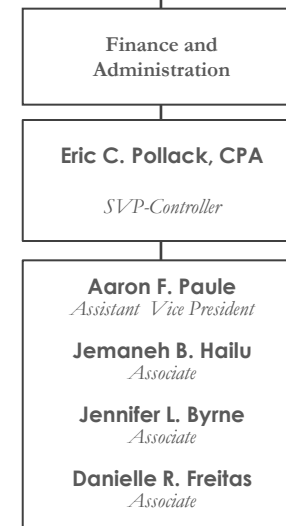 Finance and
Administration
Eric C. Pollack, CPA
SVP-Controller
Aaron F. Paule
Assistant Vice President
Jemaneh B. Hailu
Associate
Jennifer L. Byrne
Associate
Danielle R. Freitas
Associate